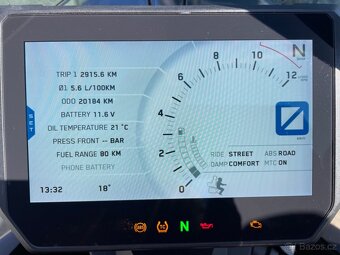 N
TRIP 1 2915.6 KM
Ø1 5.6 L/100KM
ODO 20184 KM
BATTERY 11.6 V
OIL TEMPERATURE 21 °C
PRESS FRONT -- BAR
FUEL RANGE 80 KM
PHONE BATTERY
SET
0
2
4
6
8
10
12
RIDE STREET ABS ROAD
DAMP COMFORT MTC ON
13:32 18°
ABS TC N